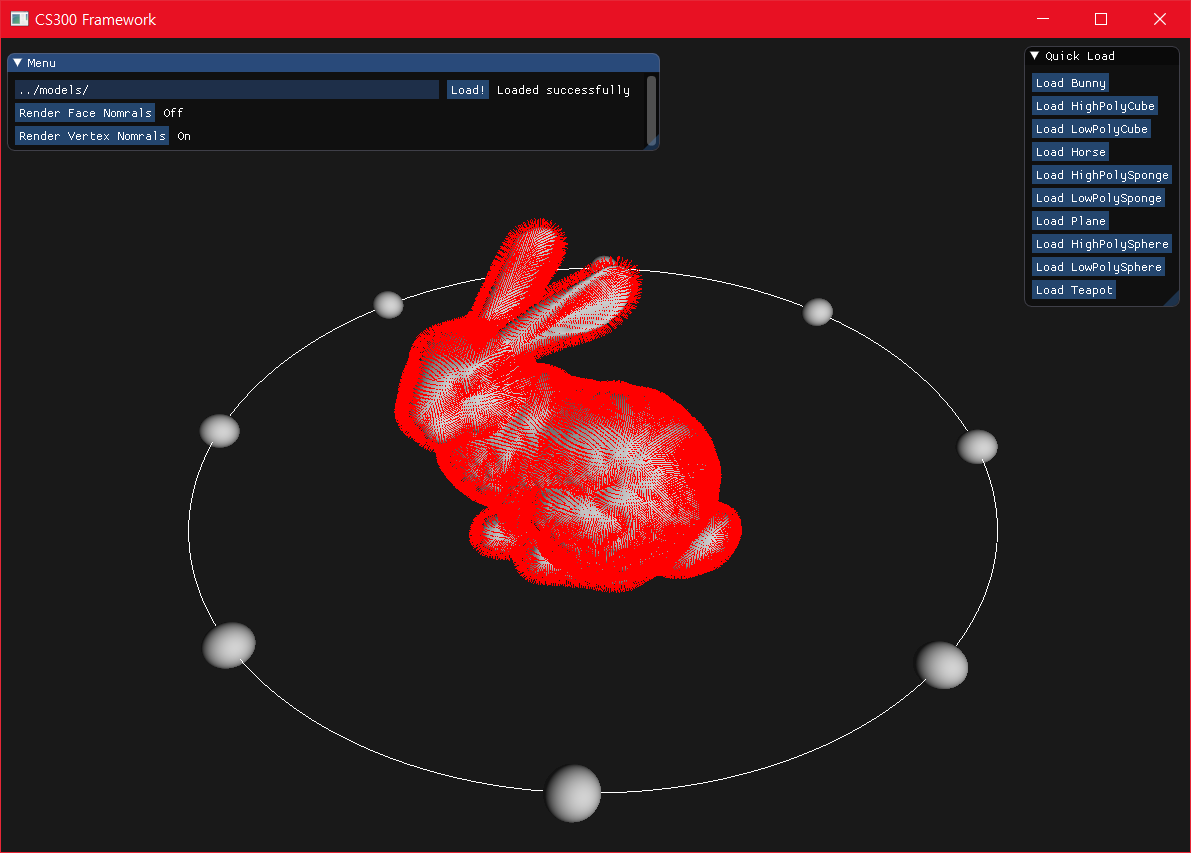 CS300 Framework
Menu
../models/ Load! Loaded successfully
Render Face Nomrals Off
Render Vertex Nomrals On
Quick Load
Load Bunny
Load HighPolyCube
Load LowPolyCube
Load Horse
Load HighPolySponge
Load LowPolySponge
Load Plane
Load HighPolySphere
Load LowPolySphere
Load Teapot